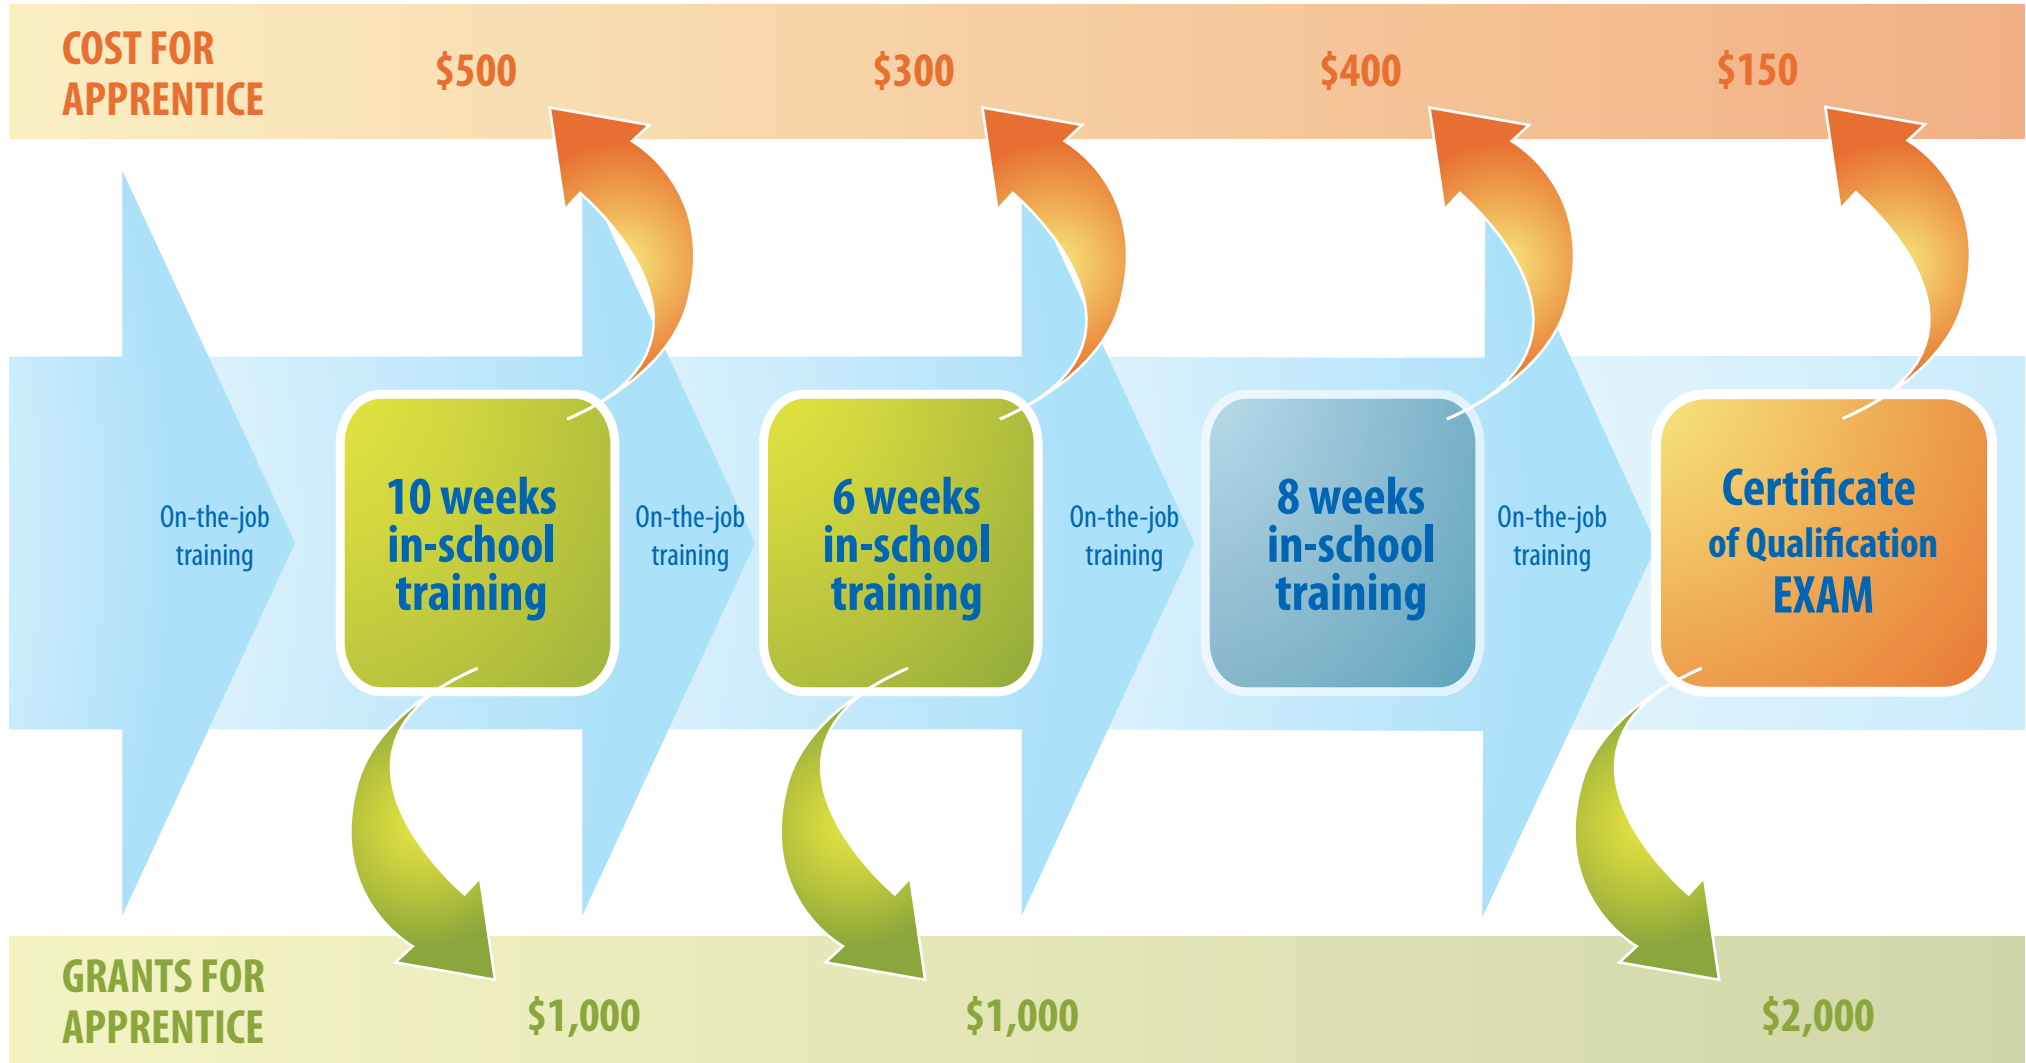 COST FOR
APPRENTICE
$500
$300
$400
$150
On-the-job
training
10 weeks
in-school
training
On-the-job
training
6 weeks
in-school
training
On-the-job
training
8 weeks
in-school
training
On-the-job
training
Certificate
of Qualification
EXAM
GRANTS FOR
APPRENTICE
$1,000
$1,000
$2,000